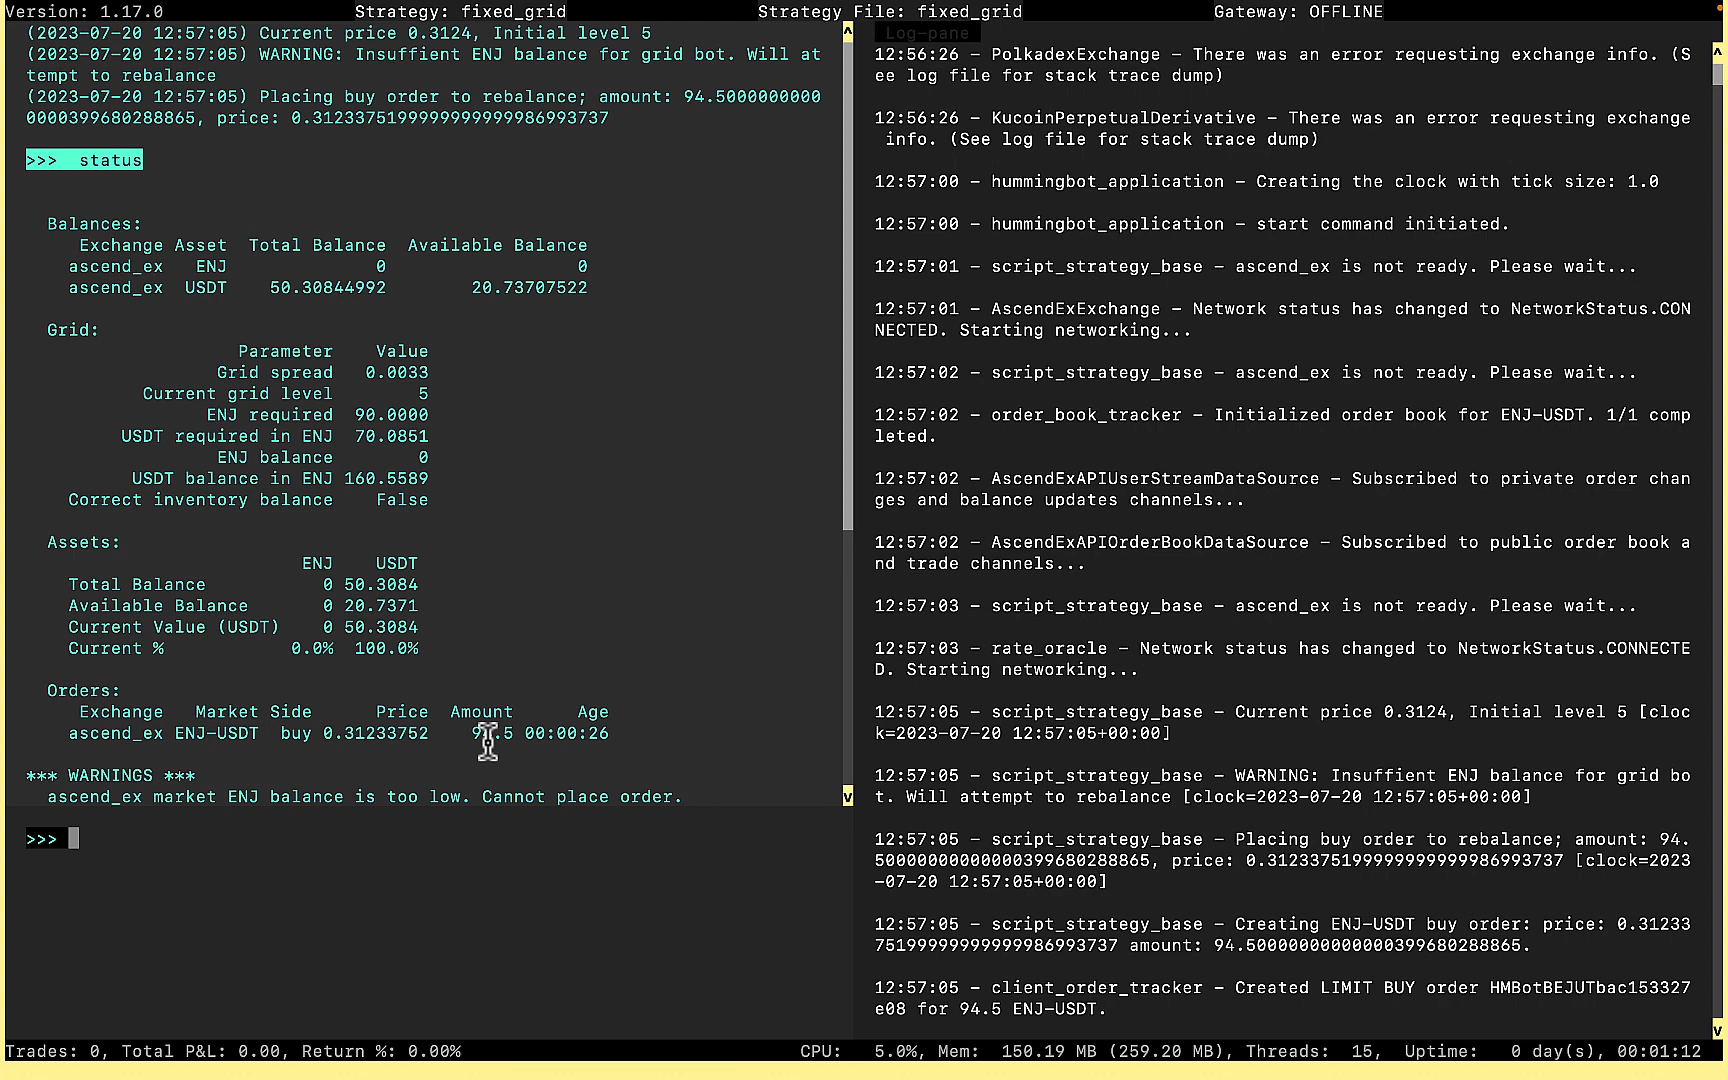 Version: 1.17.0 Strategy: fixed_grid Strategy File: fixed_grid Gateway: OFFLINE
(2023-07-20 12:57:05) Current price 0.3124, Initial level 5
(2023-07-20 12:57:05) WARNING: Insufficient ENJ balance for grid bot. Will at
tempt to rebalance
(2023-07-20 12:57:05) Placing buy order to rebalance; amount: 94.5000000000
0000399680288865, price: 0.3123375199999999999986993737
>>> status
Balances:
Exchange Asset Total Balance Available Balance
ascend_ex ENJ 0 0
ascend_ex USDT 50.30844992 20.73707522
Grid:
Parameter Value
Grid spread 0.0033
Current grid level 5
ENJ required 90.0000
USDT required in ENJ 70.0851
ENJ balance 0
USDT balance in ENJ 160.5589
Correct inventory balance False
Assets:
ENJ USDT
Total Balance 0 50.3084
Available Balance 0 20.7371
Current Value (USDT) 0 50.3084
Current % 0.0% 100.0%
Orders:
Exchange Market Side Price Amount Age
ascend_ex ENJ-USDT buy 0.31233752 94.5 00:00:26
*** WARNINGS ***
ascend_ex market ENJ balance is too low. Cannot place order.
>>>
Log-pane
12:56:26 - PolkadexExchange - There was an error requesting exchange info. (S
ee log file for stack trace dump)
12:56:26 - KucoinPerpetualDerivative - There was an error requesting exchange
info. (See log file for stack trace dump)
12:57:00 - hummingbot_application - Creating the clock with tick size: 1.0
12:57:00 - hummingbot_application - start command initiated.
12:57:01 - script_strategy_base - ascend_ex is not ready. Please wait...
12:57:01 - AscendExExchange - Network status has changed to NetworkStatus.CON
NECTED. Starting networking...
12:57:02 - script_strategy_base - ascend_ex is not ready. Please wait...
12:57:02 - order_book_tracker - Initialized order book for ENJ-USDT. 1/1 comp
leted.
12:57:02 - AscendExAPIUserStreamDataSource - Subscribed to private order chan
ges and balance updates channels...
12:57:02 - AscendExAPIOrderBookDataSource - Subscribed to public order book a
nd trade channels...
12:57:03 - script_strategy_base - ascend_ex is not ready. Please wait...
12:57:03 - rate_oracle - Network status has changed to NetworkStatus.CONNECTE
D. Starting networking...
12:57:05 - script_strategy_base - Current price 0.3124, Initial level 5 [cloc
k=2023-07-20 12:57:05+00:00]
12:57:05 - script_strategy_base - WARNING: Insufficient ENJ balance for grid bo
t. Will attempt to rebalance [clock=2023-07-20 12:57:05+00:00]
12:57:05 - script_strategy_base - Placing buy order to rebalance; amount: 94.
50000000000000399680288865, price: 0.3123375199999999999986993737 [clock=2023
-07-20 12:57:05+00:00]
12:57:05 - script_strategy_base - Creating ENJ-USDT buy order: price: 0.31233
75199999999999986993737 amount: 94.50000000000000399680288865.
12:57:05 - client_order_tracker - Created LIMIT BUY order HMBotBEJUTbac153327
e08 for 94.5 ENJ-USDT.
Trades: 0, Total P&L: 0.00, Return %: 0.00% CPU: 5.0%, Mem: 150.19 MB (259.20 MB), Threads: 15, Uptime: 0 day(s), 00:01:12